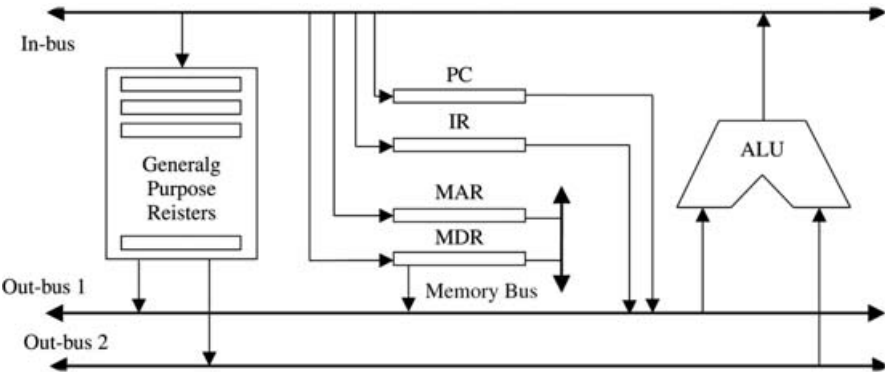 In-bus
PC
IR
ALU
Generalg
Purpose
Reisters
MAR
MDR
Out-bus 1
Memory Bus
Out-bus 2